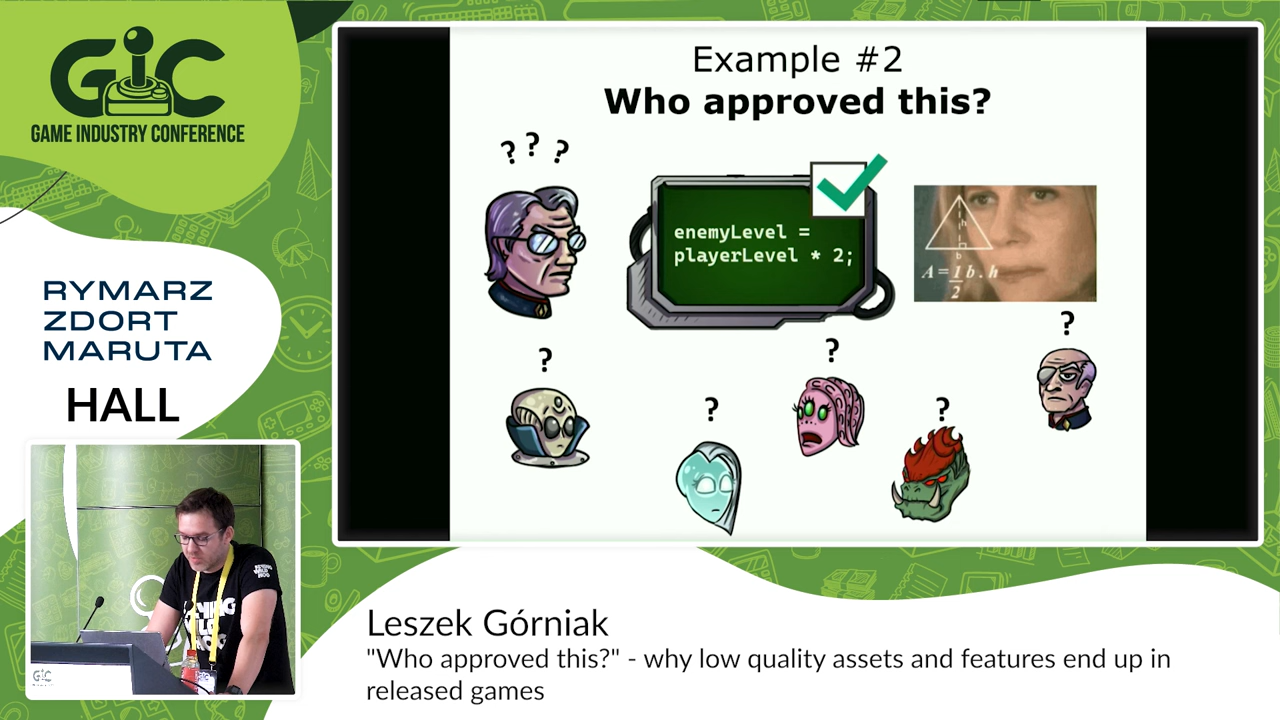 GIC
GAME INDUSTRY CONFERENCE
RYMARZ
ZDORT
MARUTA
HALL
Example #2
Who approved this?
? ? ?
enemyLevel =
playerLevel * 2;
h
b
A = 1 b . h
2
?
?
?
?
?
Leszek Górniak
"Who approved this?" - why low quality assets and features end up in
released games